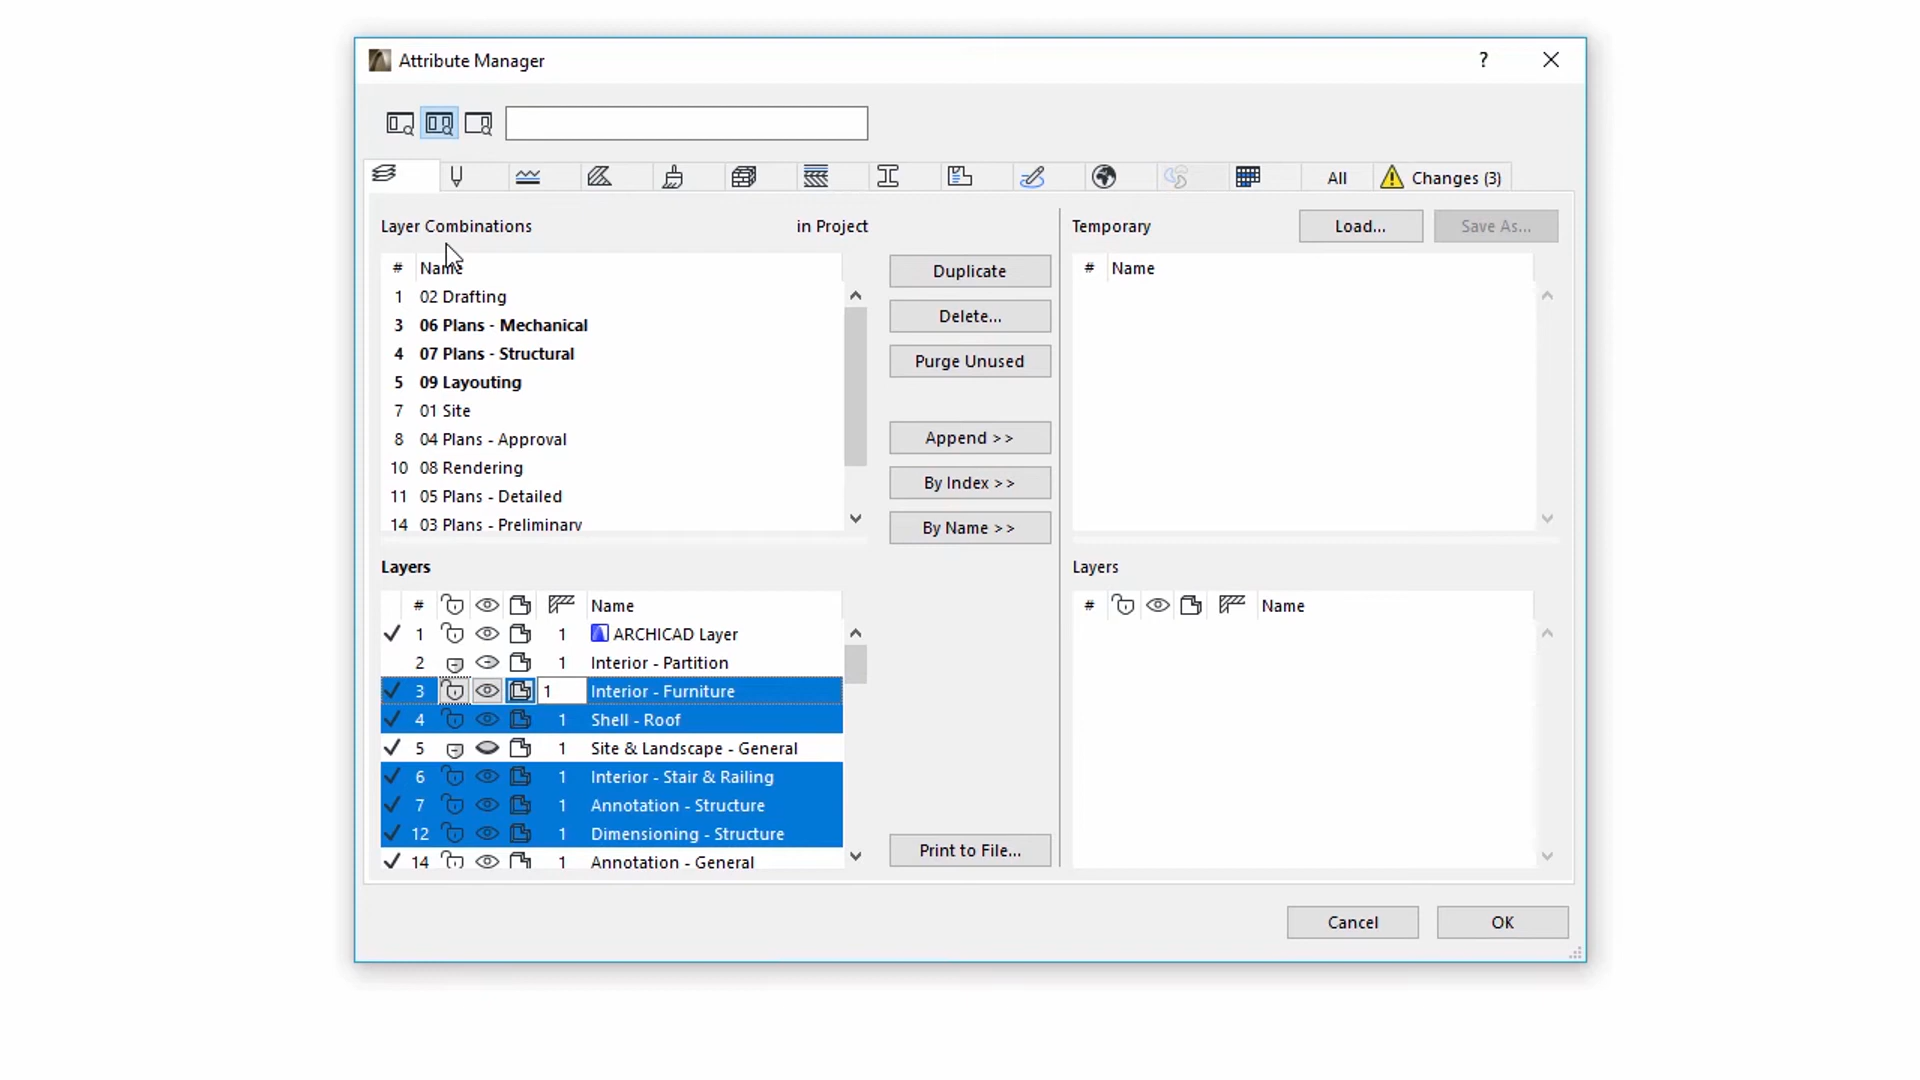 Attribute Manager
?
All
Changes (3)
Layer Combinations
in Project
# Name
1 02 Drafting
3 06 Plans - Mechanical
4 07 Plans - Structural
5 09 Layouting
7 01 Site
8 04 Plans - Approval
10 08 Rendering
11 05 Plans - Detailed
14 03 Plans - Preliminary
Duplicate
Delete...
Purge Unused
Append >>
By Index >>
By Name >>
Temporary
Load...
Save As...
# Name
Layers
# Name
1 1 ARCHICAD Layer
2 1 Interior - Partition
3 1 Interior - Furniture
4 1 Shell - Roof
5 1 Site & Landscape - General
6 1 Interior - Stair & Railing
7 1 Annotation - Structure
12 1 Dimensioning - Structure
14 1 Annotation - General
Print to File...
Layers
# Name
Cancel
OK